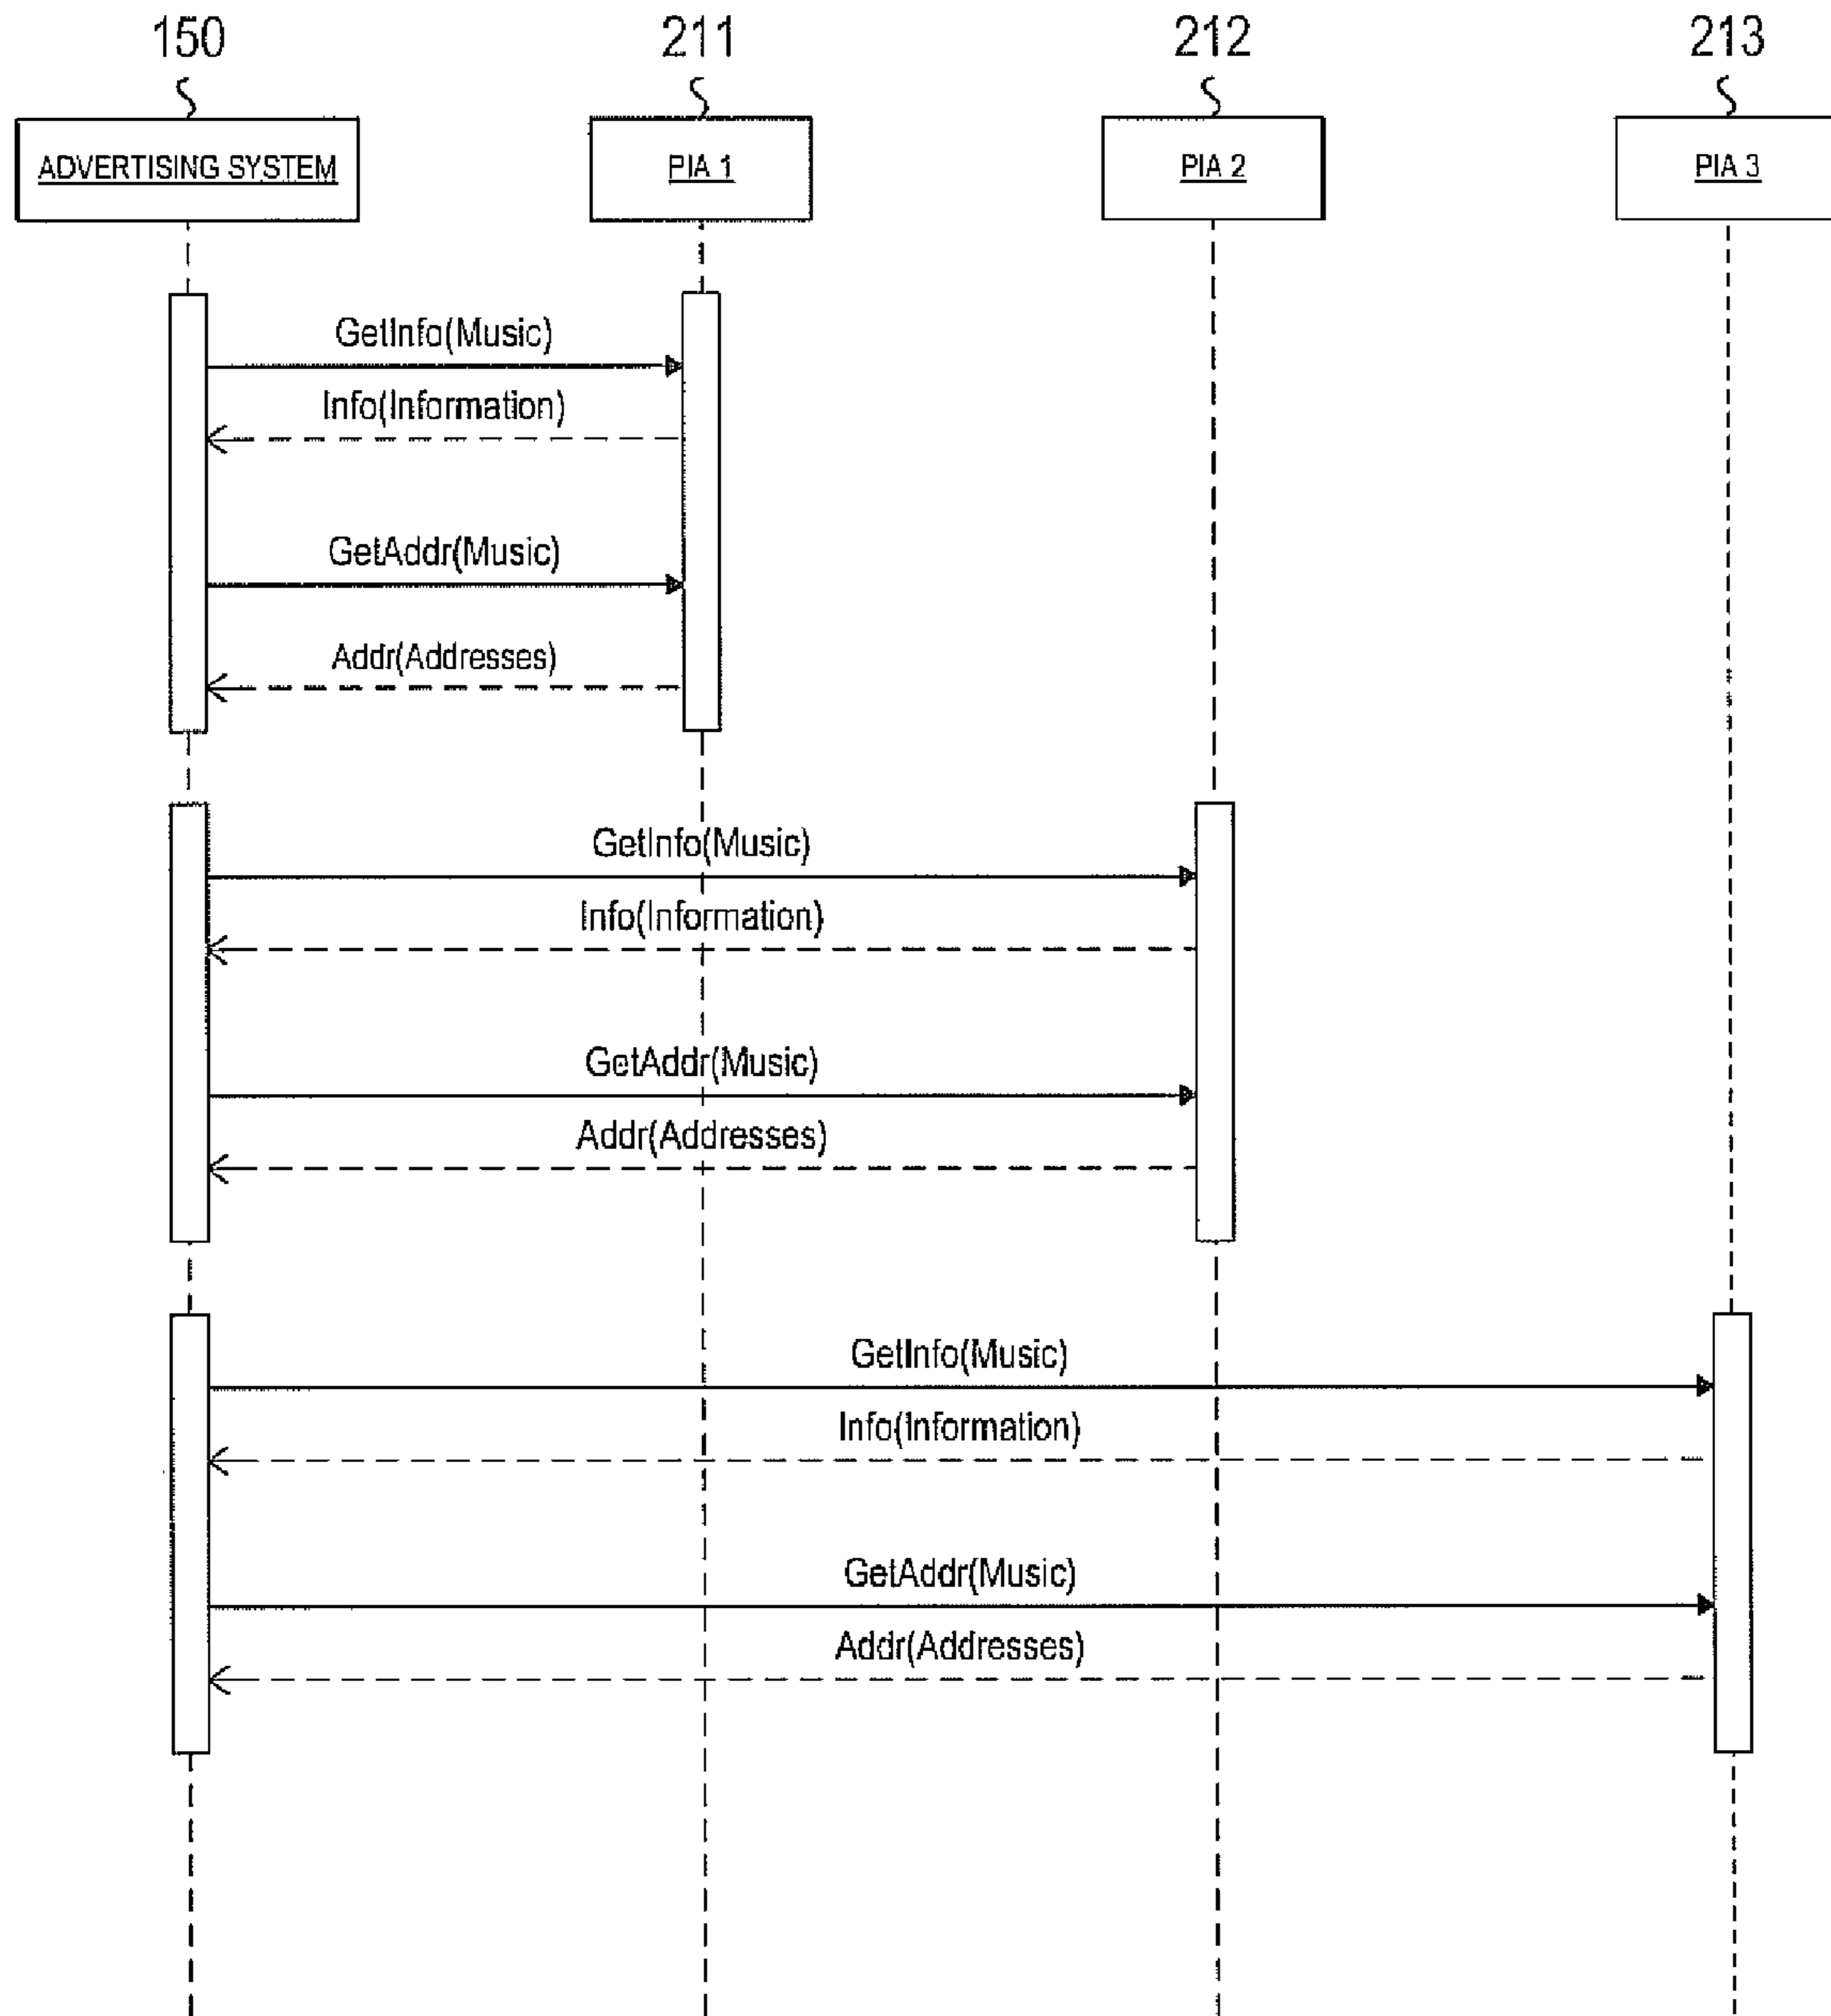 150 211 212 213
ADVERTISING SYSTEM PIA 1 PIA 2 PIA 3
GetInfo(Music)
Info(Information)
GetAddr(Music)
Addr(Addresses)
GetInfo(Music)
Info(Information)
GetAddr(Music)
Addr(Addresses)
GetInfo(Music)
Info(Information)
GetAddr(Music)
Addr(Addresses)